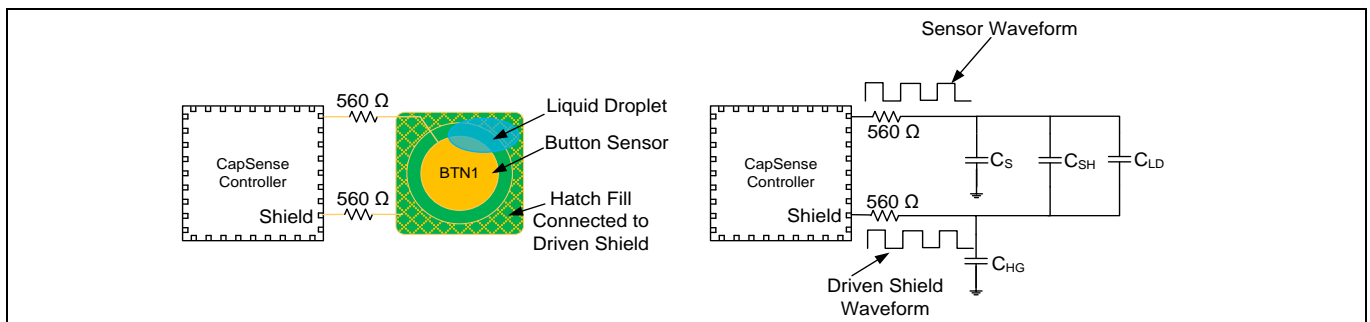 Sensor Waveform
560 Ω
Liquid Droplet
Button Sensor
CapSense
Controller
BTN1
Shield
560 Ω
Hatch Fill
Connected to
Driven Shield
560 Ω
CapSense
Controller
CS
CSH
CLD
Shield
560 Ω
CHG
Driven Shield
Waveform